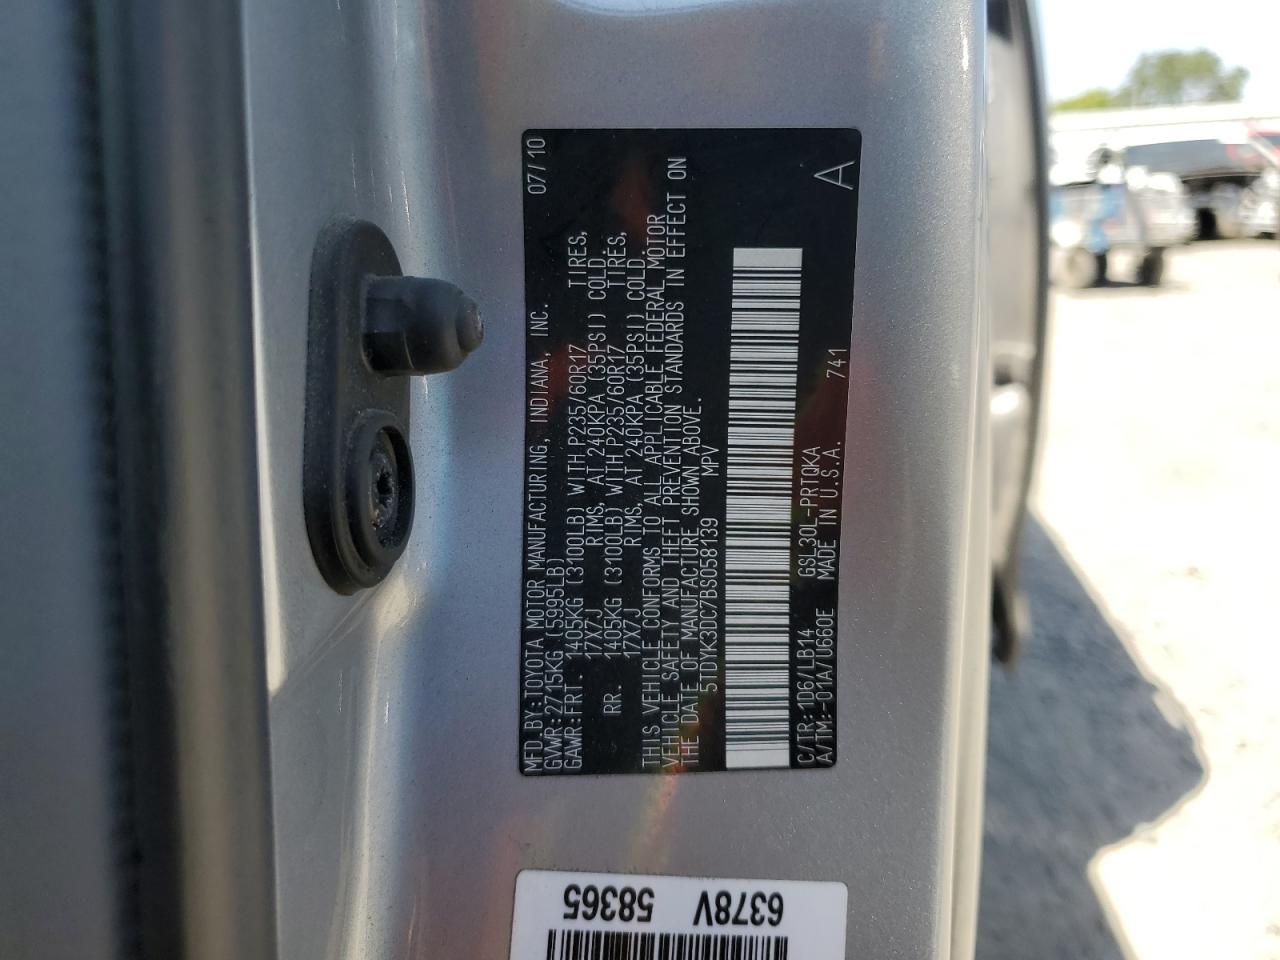 MFD.BY:TOYOTA MOTOR MANUFACTURING, INDIANA, INC. 07/10
GVWR:2715KG (5995LB)
GAWR:FRT. 1405KG (3100LB) WITH P235/60R17 TIRES,
17X7J RIMS, AT 240KPA (35PSI) COLD.
RR. 1405KG (3100LB) WITH P235/60R17 TIRES,
17X7J RIMS, AT 240KPA (35PSI) COLD.
THIS VEHICLE CONFORMS TO ALL APPLICABLE FEDERAL MOTOR
VEHICLE SAFETY AND THEFT PREVENTION STANDARDS IN EFFECT ON
THE DATE OF MANUFACTURE SHOWN ABOVE.
5TDYK3DC7BS058139 MPV
C/TR:1D6/LB14 GSL30L-PRTQKA
A/TM:-01A/U660E MADE IN U.S.A. 741 A
58365
6378V